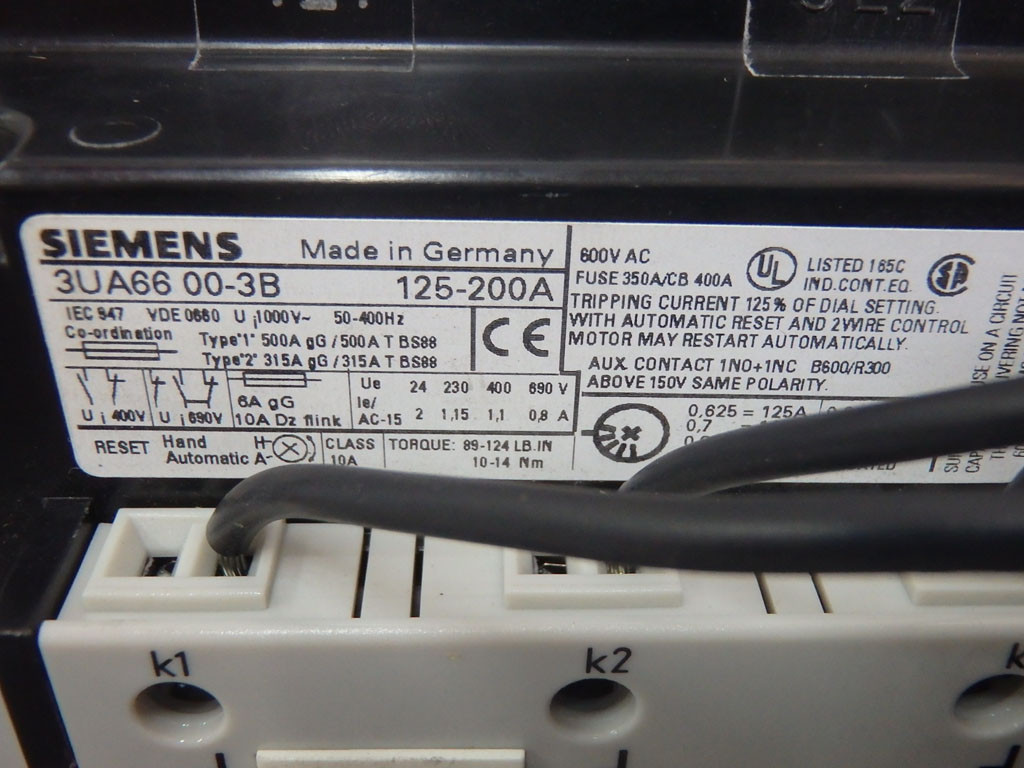 SIEMENS Made in Germany
3UA66 00-3B 125-200A
IEC 947 VDE 0660 U i 1000V~ 50-400Hz
Co-ordination
Type"1" 500A gG / 500A T BS88
Type"2" 315A gG / 315A T BS88
CE
U i 400V U i 690V
6A gG
10A Dz flink
Ue 24 230 400 690 V
Ie/
AC-15 2 1,15 1,1 0,8 A
RESET Hand H
Automatic A
CLASS
10A
TORQUE: 89-124 LB.IN
10-14 Nm
600V AC
FUSE 350A/CB 400A
UL
LISTED 165C
IND.CONT.EQ.
TRIPPING CURRENT 125% OF DIAL SETTING.
WITH AUTOMATIC RESET AND 2WIRE CONTROL
MOTOR MAY RESTART AUTOMATICALLY.
AUX. CONTACT 1NO+1NC B600/R300
ABOVE 150V SAME POLARITY.
0,625 = 125A
0,7
USE ON A CIRCUIT
k1
k2